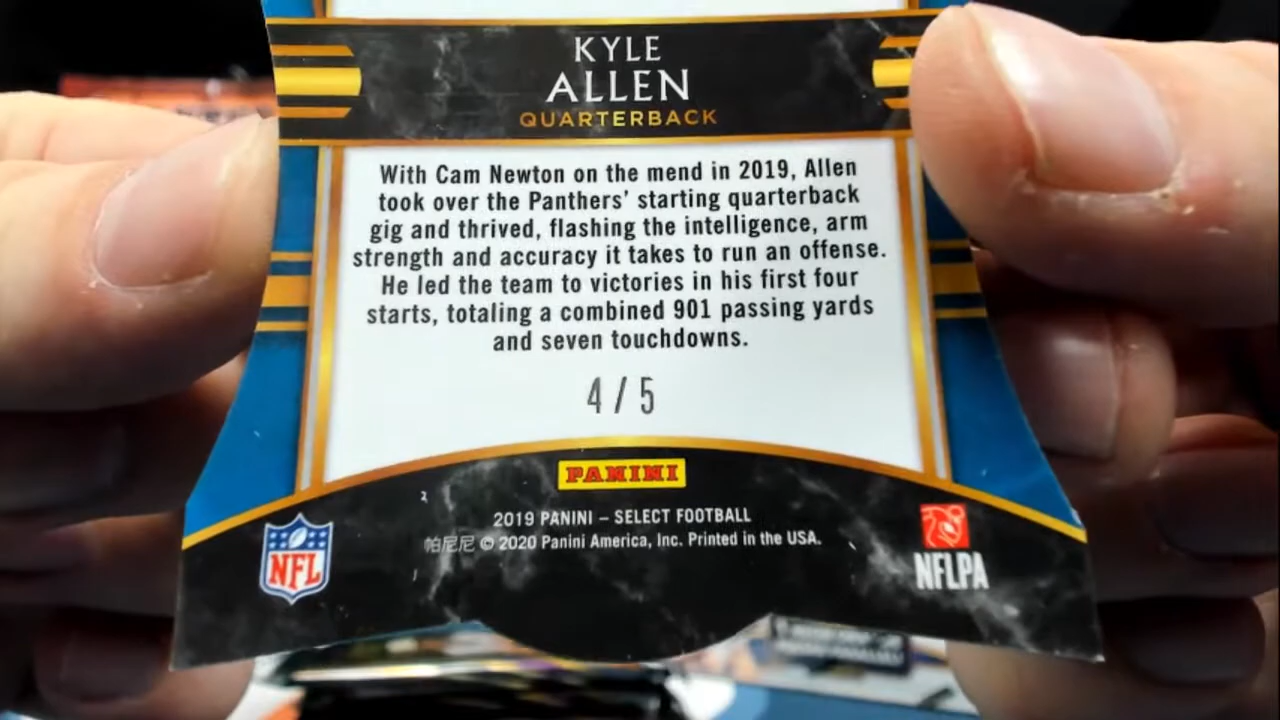 KYLE
ALLEN
QUARTERBACK
With Cam Newton on the mend in 2019, Allen
took over the Panthers' starting quarterback
gig and thrived, flashing the intelligence, arm
strength and accuracy it takes to run an offense.
He led the team to victories in his first four
starts, totaling a combined 901 passing yards
and seven touchdowns.
4/5
PANINI
2019 PANINI – SELECT FOOTBALL
帕尼尼 © 2020 Panini America, Inc. Printed in the USA.
NFL
NFLPA